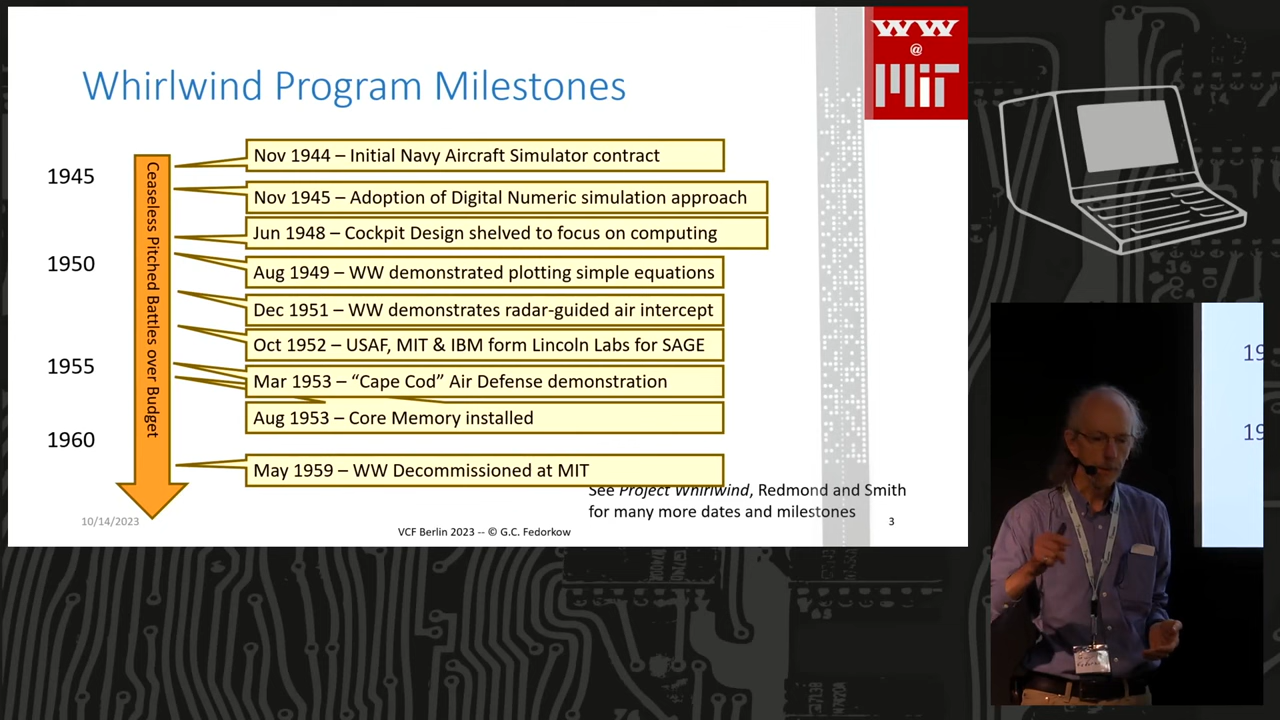 WW
@
MIT
Whirlwind Program Milestones
1945
1950
1955
1960
Ceaseless Pitched Battles over Budget
Nov 1944 – Initial Navy Aircraft Simulator contract
Nov 1945 – Adoption of Digital Numeric simulation approach
Jun 1948 – Cockpit Design shelved to focus on computing
Aug 1949 – WW demonstrated plotting simple equations
Dec 1951 – WW demonstrates radar-guided air intercept
Oct 1952 – USAF, MIT & IBM form Lincoln Labs for SAGE
Mar 1953 – “Cape Cod” Air Defense demonstration
Aug 1953 – Core Memory installed
May 1959 – WW Decommissioned at MIT
See Project Whirlwind, Redmond and Smith
for many more dates and milestones
10/14/2023
VCF Berlin 2023 -- © G.C. Fedorkow
3